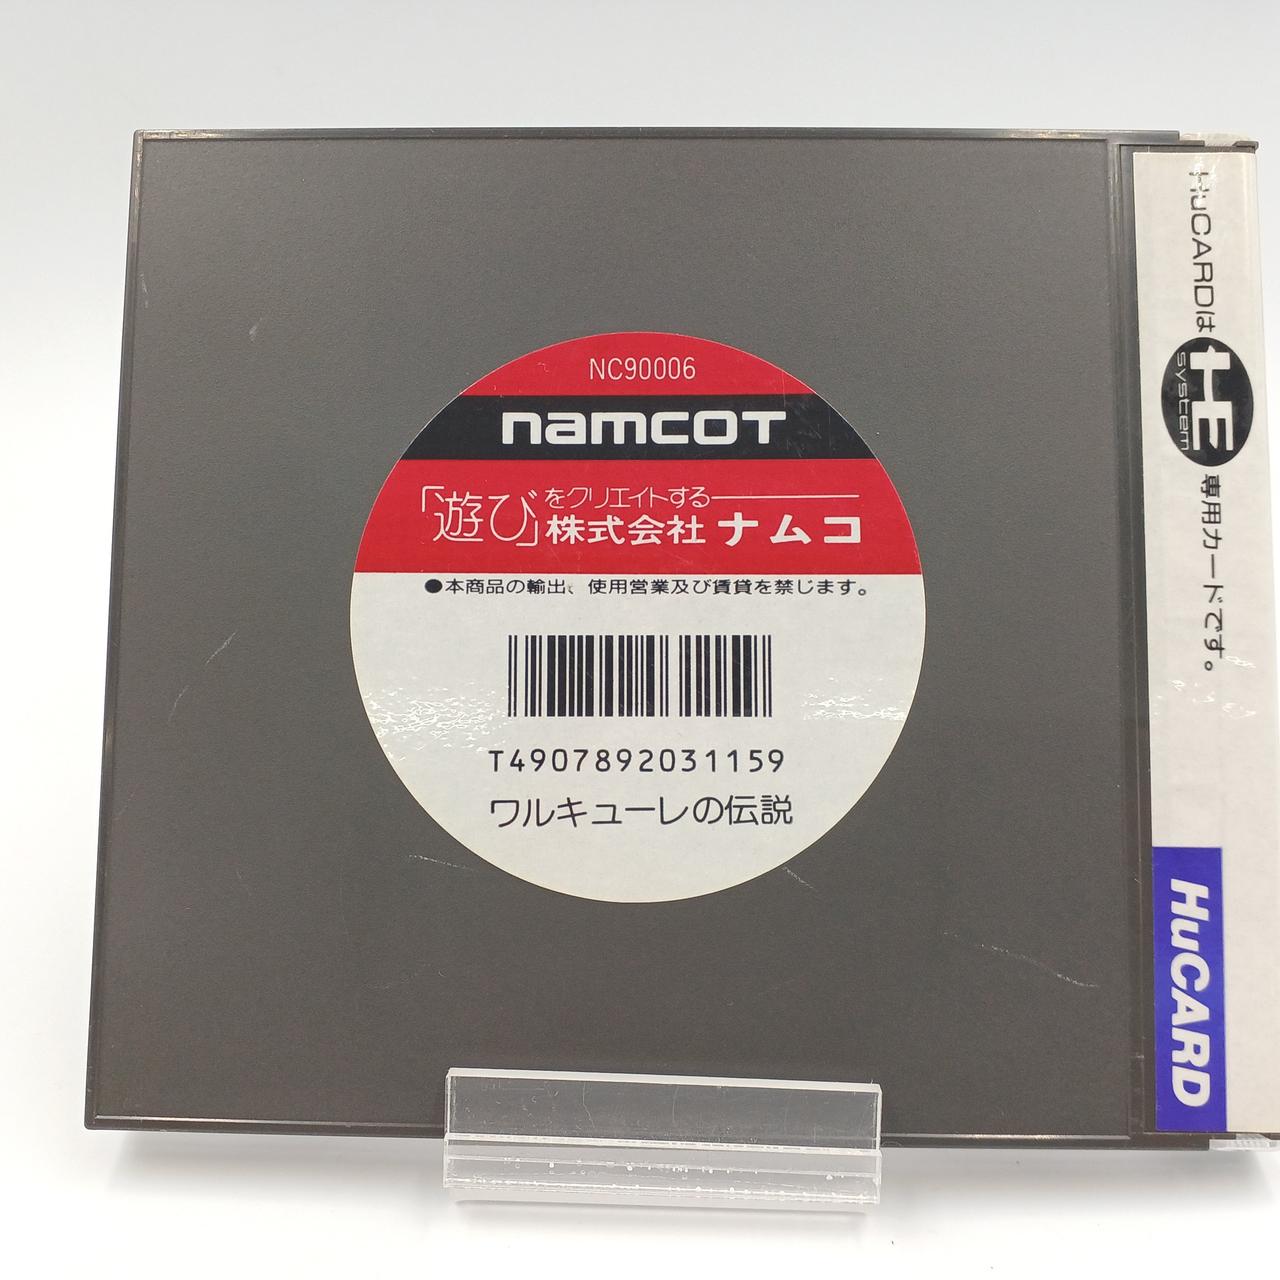 NC90006
namcoT
「遊び」をクリエイトする
株式会社ナムコ
●本商品の輸出、使用営業及び賃貸を禁じます。
T4907892031159
ワルキューレの伝説
HuCARDは HE system 専用カードです。
HuCARD